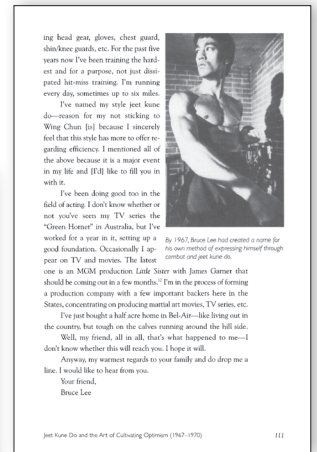 ing head gear, gloves, chest guard,
shin/knee guards, etc. For the past five
years now I've been training the hard-
est and for a purpose, not just dissi-
pated hit-miss training. I'm running
every day, sometimes up to six miles.
I've named my style jeet kune
do—reason for my not sticking to
Wing Chun [is] because I sincerely
feel that this style has more to offer re-
garding efficiency. I mentioned all of
the above because it is a major event
in my life and [I'd] like to fill you in
with it.
I've been doing good too in the
field of acting. I don't know whether or
not you've seen my TV series the
"Green Hornet" in Australia, but I've
worked for a year in it, setting up a
good foundation. Occasionally I ap-
pear on TV and movies. The latest
one is an MGM production Little Sister with James Garner that
should be coming out in a few months.¹² I'm in the process of forming
a production company with a few important backers here in the
States, concentrating on producing martial art movies, TV series, etc.
I've just bought a half acre home in Bel-Air—like living out in
the country, but tough on the calves running around the hill side.
Well, my friend, all in all, that's what happened to me—I
don't know whether this will reach you. I hope it will.
Anyway, my warmest regards to your family and do drop me a
line. I would like to hear from you.
Your friend,
Bruce Lee
By 1967, Bruce Lee had created a name for
his own method of expressing himself through
combat and jeet kune do.
Jeet Kune Do and the Art of Cultivating Optimism (1967–1970)
111